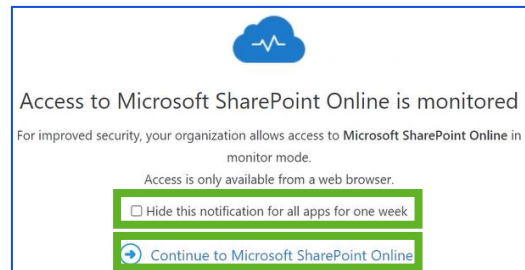 Access to Microsoft SharePoint Online is monitored
For improved security, your organization allows access to Microsoft SharePoint Online in
monitor mode.
Access is only available from a web browser.
Hide this notification for all apps for one week
Continue to Microsoft SharePoint Online